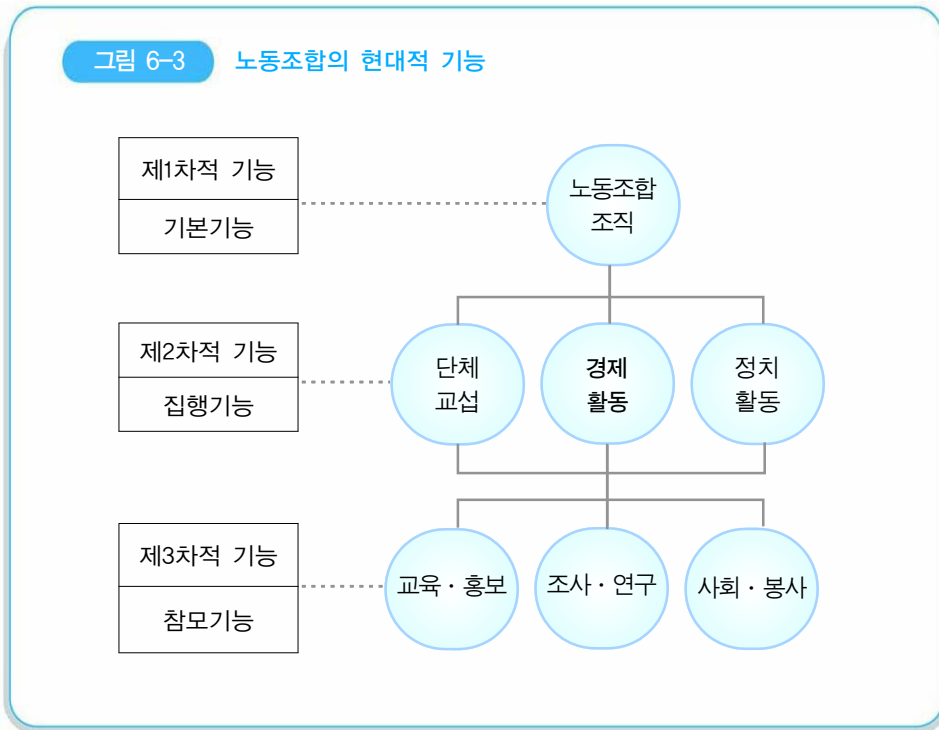 그림 6-3 노동조합의 현대적 기능
제1차적 기능
기본기능
노동조합
조직
제2차적 기능
집행기능
단체
교섭
경제
활동
정치
활동
제3차적 기능
참모기능
교육·홍보
조사·연구
사회·봉사